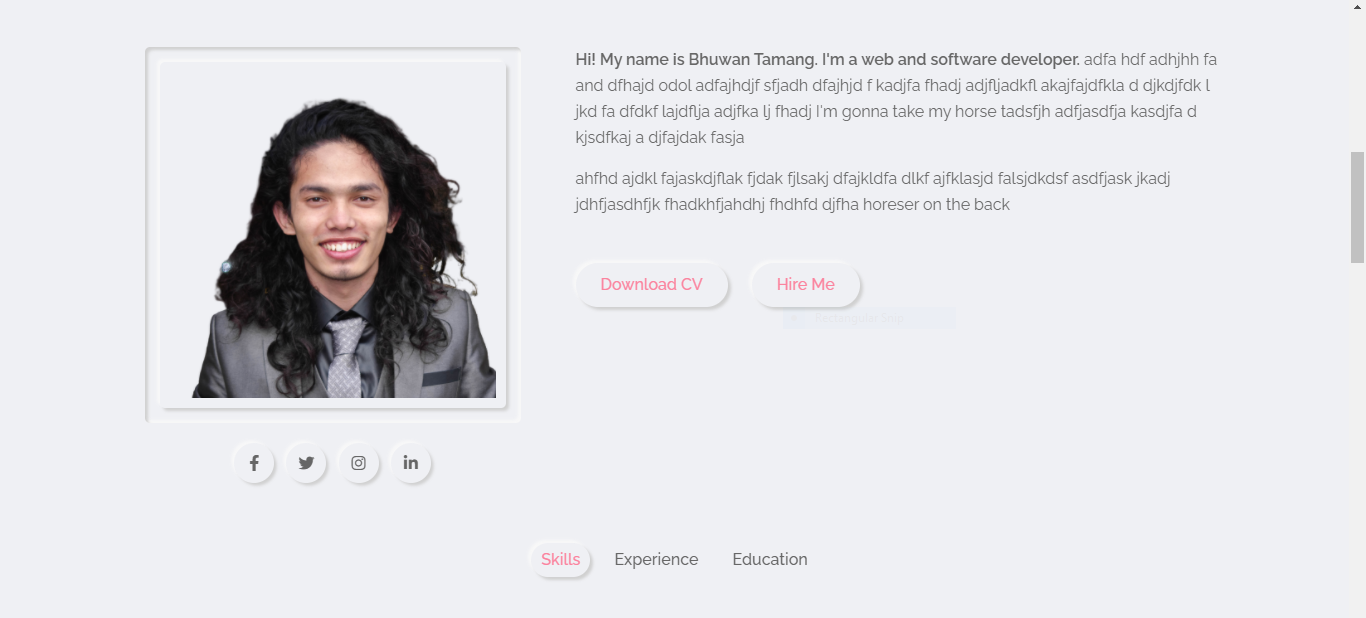 Hi! My name is Bhuwan Tamang. I'm a web and software developer. adfa hdf adhjhh fa
and dfhajd odol adfajhdjf sfjadh dfajhjd f kadjfa fhadj adjfljadkfl akajfajdfkla d djkdjfdk l
jkd fa dfdkf lajdflja adjfka lj fhadj I'm gonna take my horse tadsfjh adfjasdfja kasdjfa d
kjsdfkaj a djfajdak fasja
ahfhd ajdkl fajaskdjflak fjdak fjlsakj dfajkldfa dlkf ajfklasjd falsjdkdsf asdfjask jkadj
jdhfjasdhfjk fhadkhfjahdhj fhdhfd djfha horeser on the back
Download CV
Hire Me
Rectangular Snip
Skills
Experience
Education